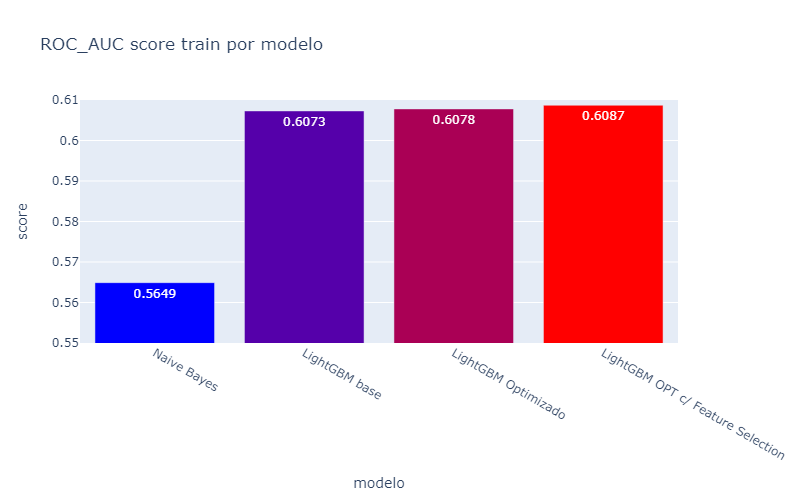 ROC_AUC score train por modelo
score
0.61
0.6
0.59
0.58
0.57
0.56
0.55
0.5649
0.6073
0.6078
0.6087
Naive Bayes
LightGBM base
LightGBM Optimizado
LightGBM OPT c/ Feature Selection
modelo